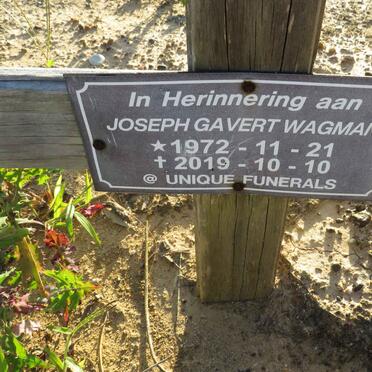 In Herinnering aan
JOSEPH GAVERT WAGMAN
★1972 - 11 - 21
✝2019 - 10 - 10
@ UNIQUE FUNERALS